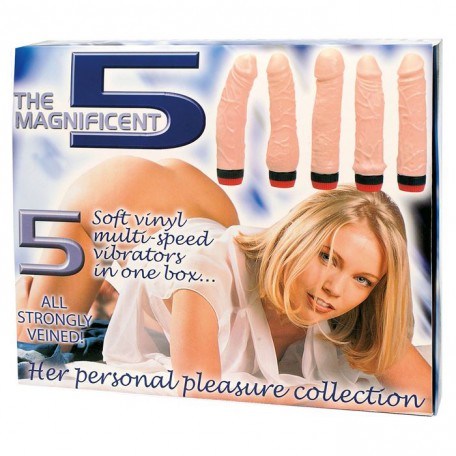 THE
MAGNIFICENT
5
5
Soft vinyl
multi-speed
vibrators
in one box...
ALL
STRONGLY
VEINED!
Her personal pleasure collection